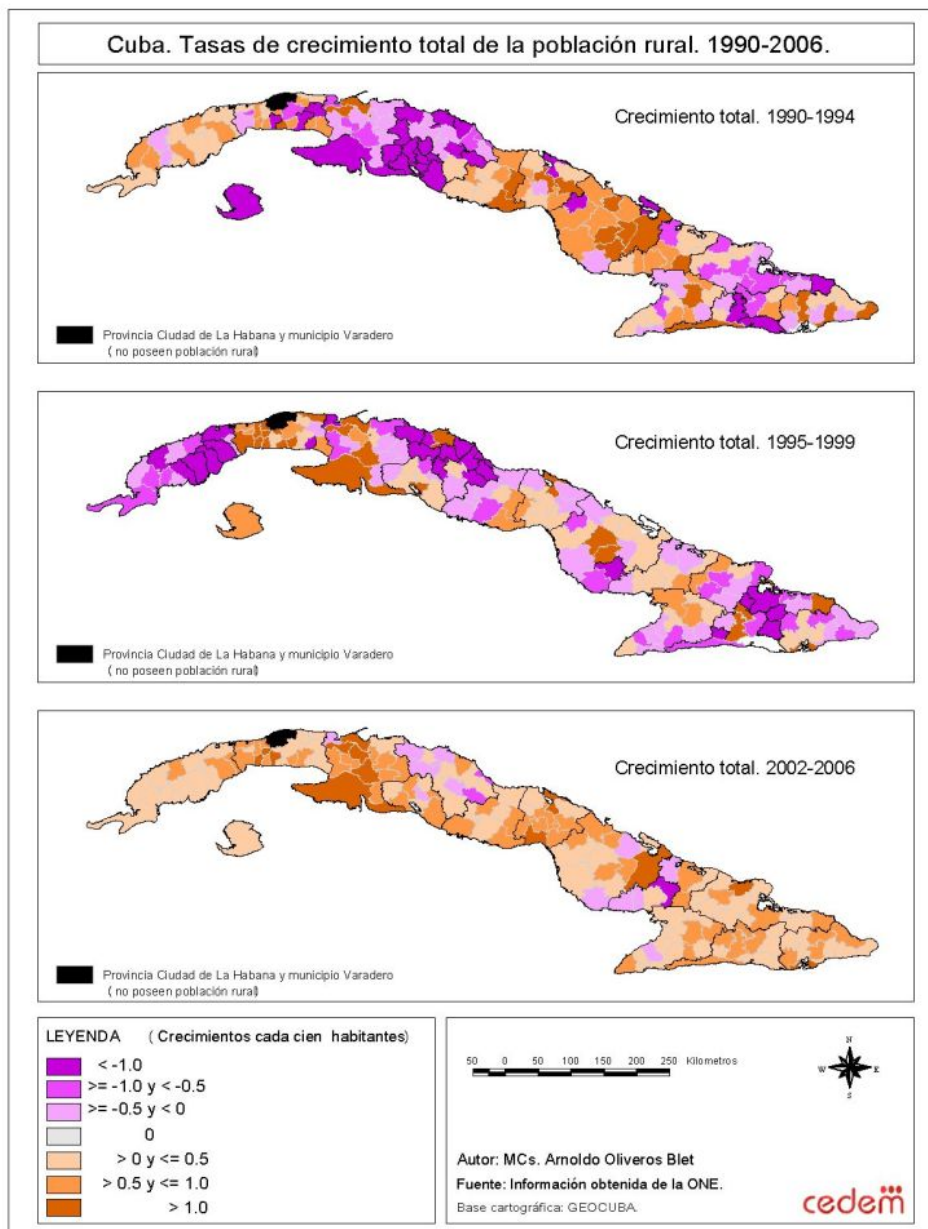 Cuba. Tasas de crecimiento total de la población rural. 1990-2006.
Crecimiento total. 1990-1994
Provincia Ciudad de La Habana y municipio Varadero
( no poseen población rural)
Crecimiento total. 1995-1999
Provincia Ciudad de La Habana y municipio Varadero
( no poseen población rural)
Crecimiento total. 2002-2006
Provincia Ciudad de La Habana y municipio Varadero
( no poseen población rural)
LEYENDA ( Crecimientos cada cien habitantes)
< -1.0
>= -1.0 y < -0.5
>= -0.5 y < 0
0
> 0 y <= 0.5
> 0.5 y <= 1.0
> 1.0
50 0 50 100 150 200 250 Kilometros
N
W E
S
Autor: MCs. Arnoldo Oliveros Blet
Fuente: Información obtenida de la ONE.
Base cartográfica: GEOCUBA.
cedem